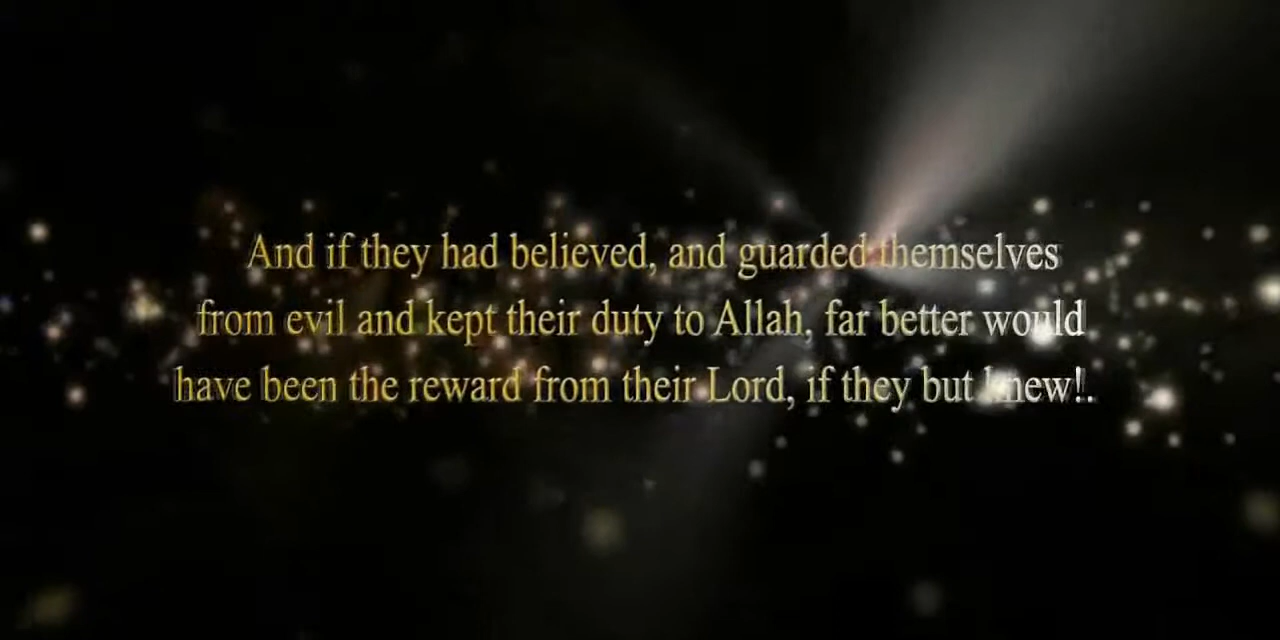 And if they had believed, and guarded themselves
from evil and kept their duty to Allah, far better would
have been the reward from their Lord, if they but knew!.